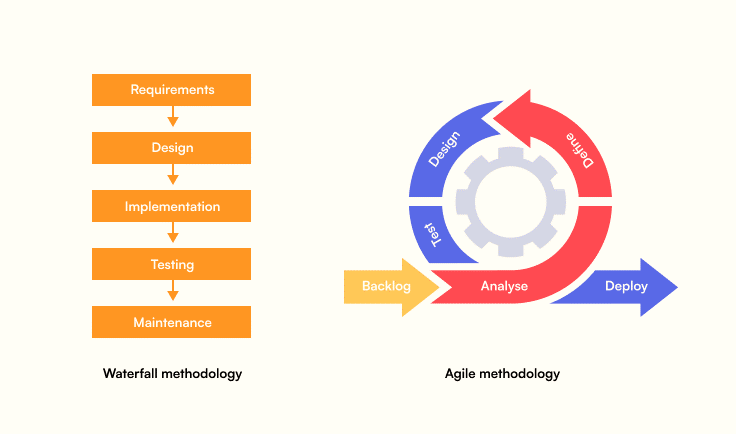 Requirements
Design
Implementation
Testing
Maintenance
Waterfall methodology
Backlog
Analyse
Define
Design
Test
Deploy
Agile methodology